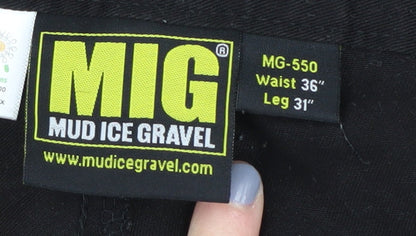 MIG®
MUD ICE GRAVEL
www.mudicegravel.com
MG-550
Waist 36"
Leg 31"